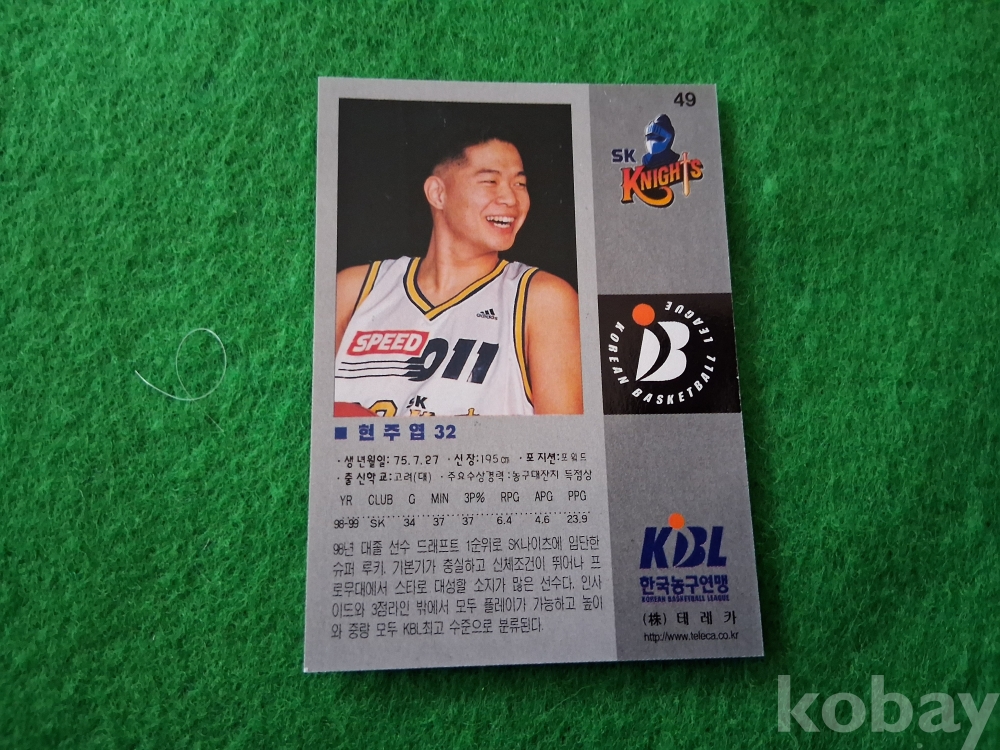 49
SK
KNIGHTS
adidas
SPEED
011
SK
KOREAN BASKETBALL LEAGUE
■ 현주엽 32
· 생년월일 : 75. 7. 27 · 신장 : 195cm · 포지션 : 포워드
· 출신학교 : 고려(대) · 주요수상경력 : 농구대잔치 득점상
YR CLUB G MIN 3P% RPG APG PPG
98-99 SK 34 37 37 6.4 4.6 23.9
98년 대졸 선수 드래프트 1순위로 SK나이츠에 입단한
슈퍼 루키. 기본기가 충실하고 신체조건이 뛰어나 프
로무대에서 스타로 대성할 소지가 많은 선수다. 인사
이드와 3점라인 밖에서 모두 플레이가 가능하고 높이
와 중량 모두 KBL최고 수준으로 분류된다.
KBL
한국농구연맹
KOREAN BASKETBALL LEAGUE
(株) 테레카
http://www.teleca.co.kr
kobay